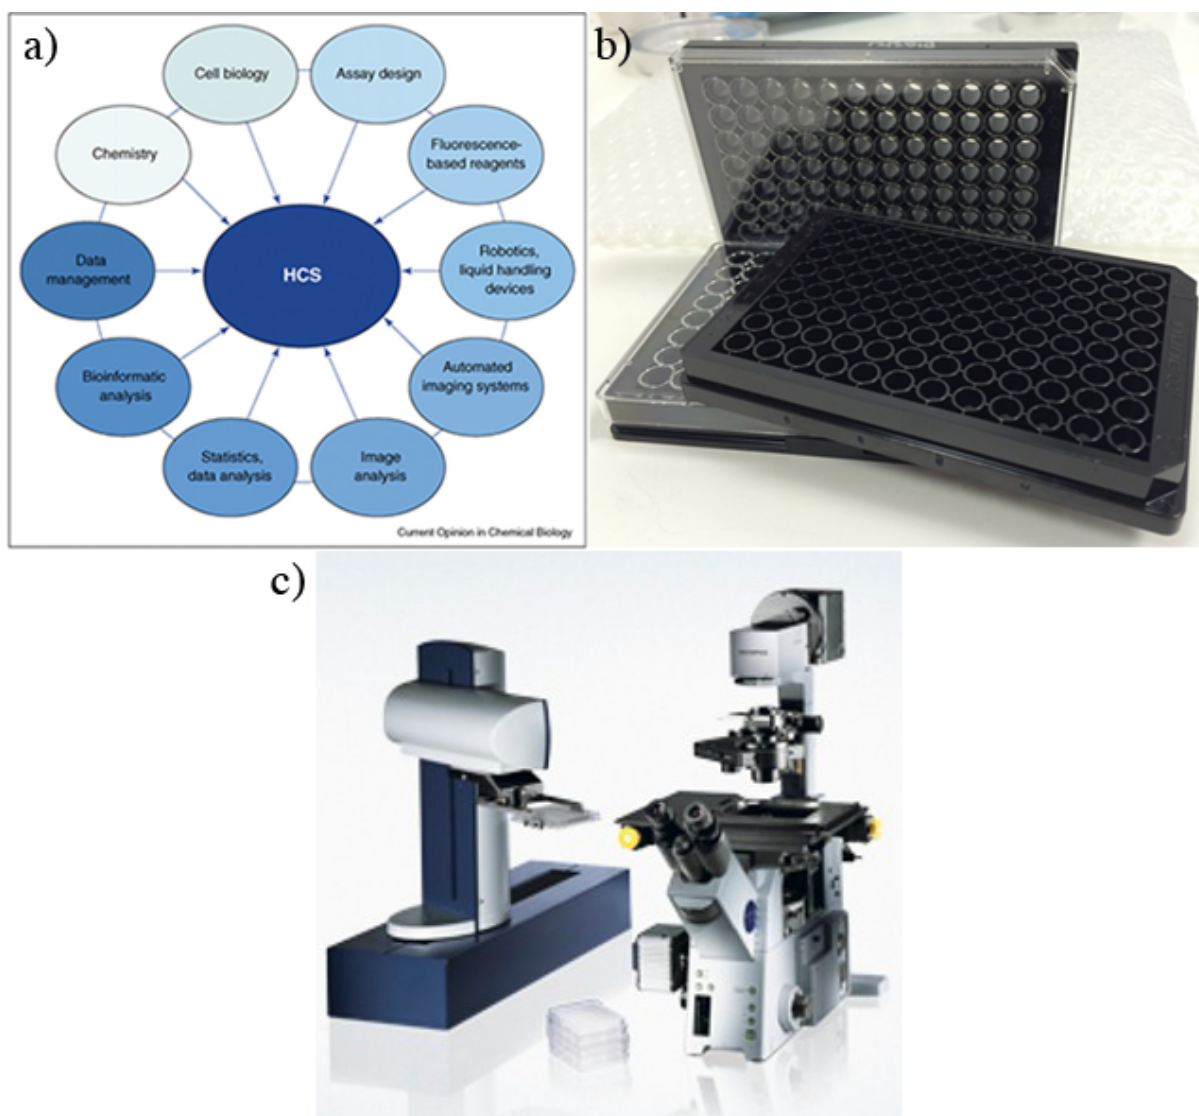 a)
Cell biology
Assay design
Fluorescence-
based reagents
Robotics,
liquid handling
devices
Automated
imaging systems
Image
analysis
Statistics,
data analysis
Bioinformatic
analysis
Data
management
Chemistry
HCS
Current Opinion in Chemical Biology
b)
c)
OLYMPUS